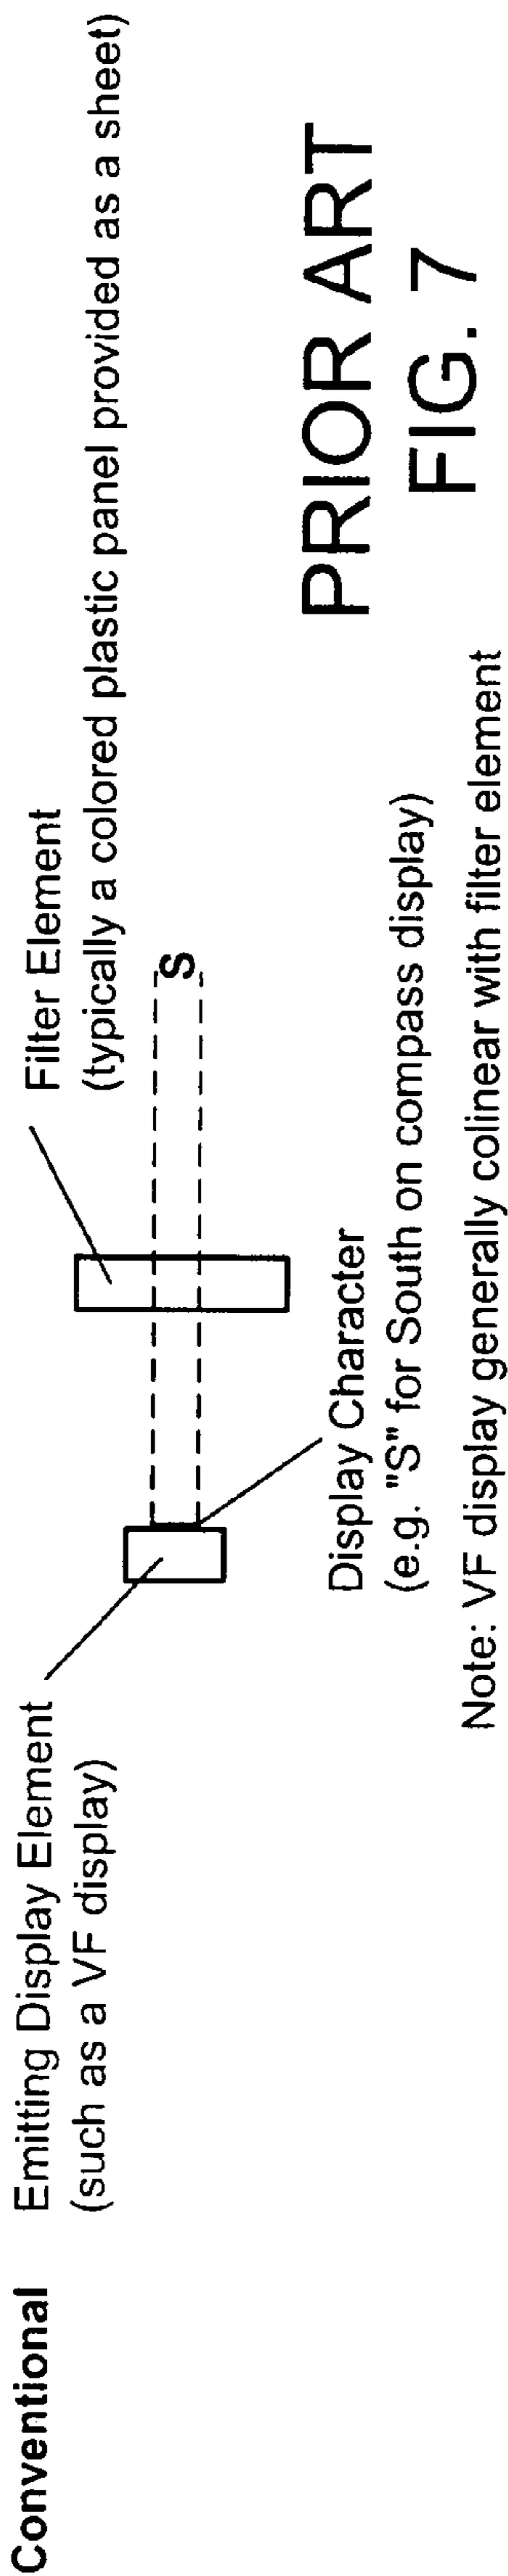 Conventional
Emitting Display Element
(such as a VF display)
Filter Element
(typically a colored plastic panel provided as a sheet)
S
Display Character
(e.g. "S" for South on compass display)
Note: VF display generally colinear with filter element
PRIOR ART
FIG. 7